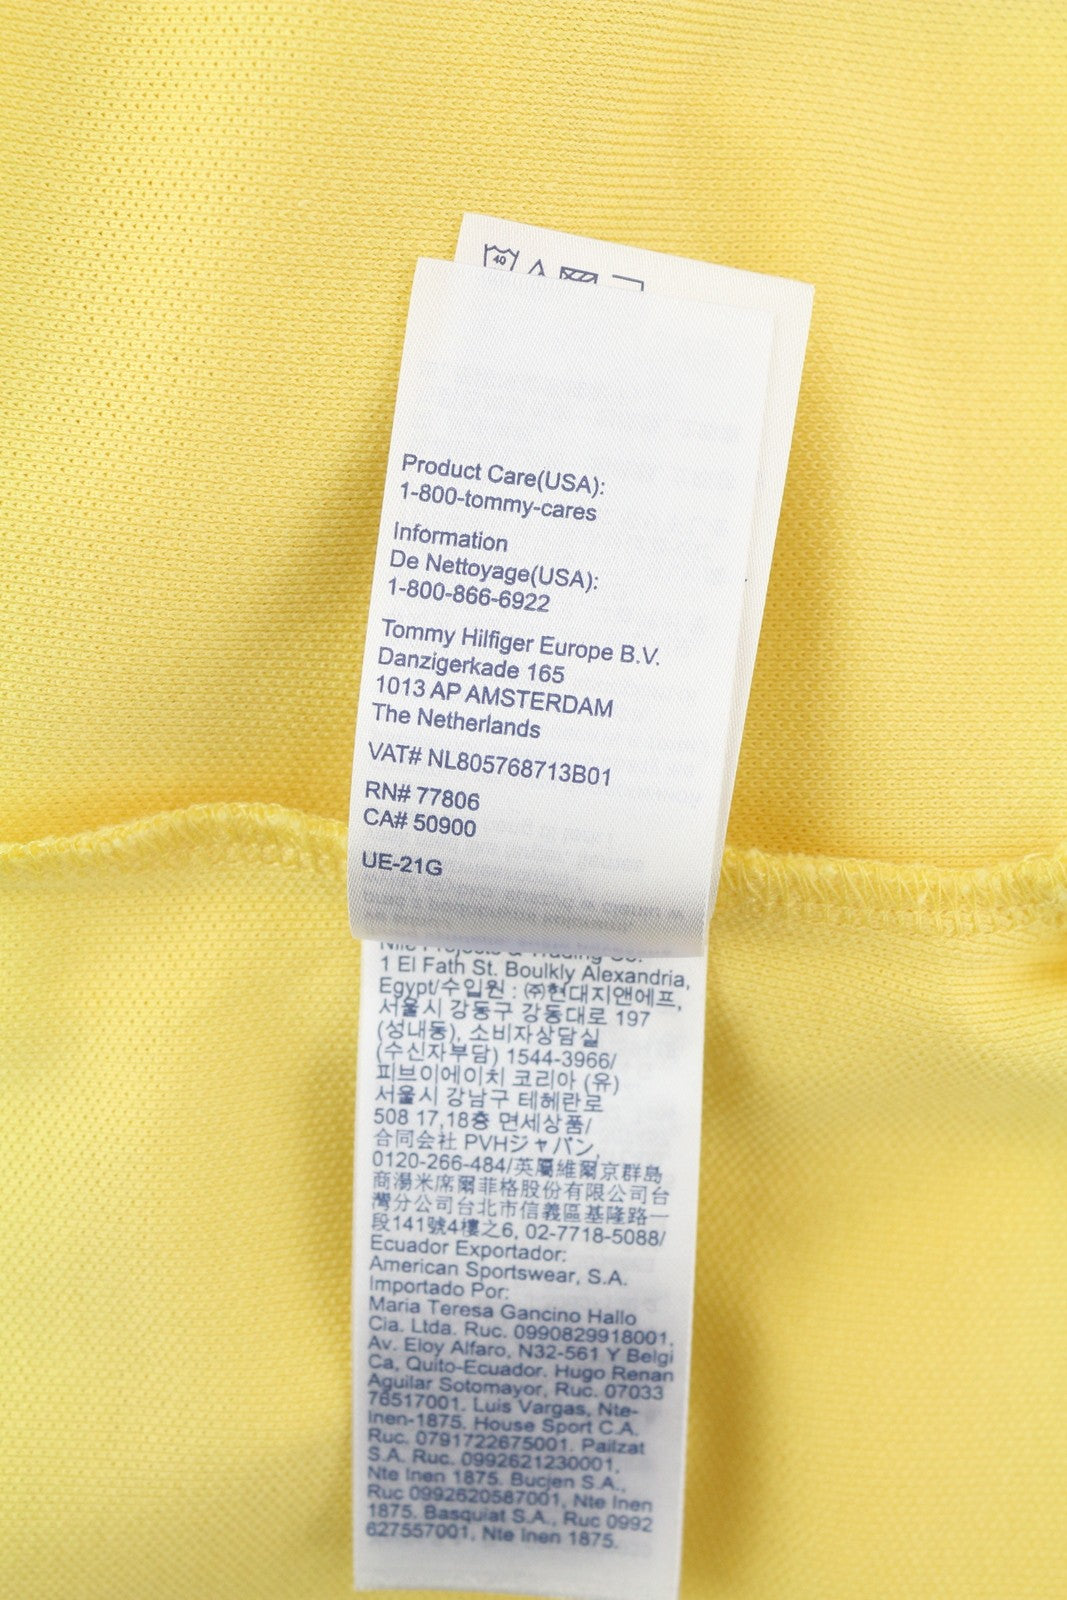 40
Product Care(USA):
1-800-tommy-cares
Information
De Nettoyage(USA):
1-800-866-6922
Tommy Hilfiger Europe B.V.
Danzigerkade 165
1013 AP AMSTERDAM
The Netherlands
VAT# NL805768713B01
RN# 77806
CA# 50900
UE-21G
Nile Projects & Trading Co.
1 El Fath St. Boulkly Alexandria,
Egypt/수입원 : ㈜현대지앤에프,
서울시 강동구 강동대로 197
(성내동), 소비자상담실
(수신자부담) 1544-3966/
피브이에이치 코리아 (유)
서울시 강남구 테헤란로
508 17,18층 면세상품/
合同会社 PVHジャパン,
0120-266-484/英屬維爾京群島
商湯米席爾菲格股份有限公司台
灣分公司台北市信義區基隆路一
段141號4樓之6, 02-7718-5088/
Ecuador Exportador:
American Sportswear, S.A.
Importado Por:
Maria Teresa Gancino Hallo
Cia. Ltda. Ruc. 0990829918001,
Av. Eloy Alfaro, N32-561 Y Belgi
Ca, Quito-Ecuador. Hugo Renan
Aguilar Sotomayor, Ruc. 07033
76517001. Luis Vargas, Nte-
Inen-1875. House Sport C.A.
Ruc. 0791722675001. Pailzat
S.A. Ruc. 0992621230001,
Nte Inen 1875. Bucjen S.A.,
Ruc 0992620587001, Nte Inen
1875. Basquiat S.A., Ruc 0992
627557001, Nte Inen 1875.